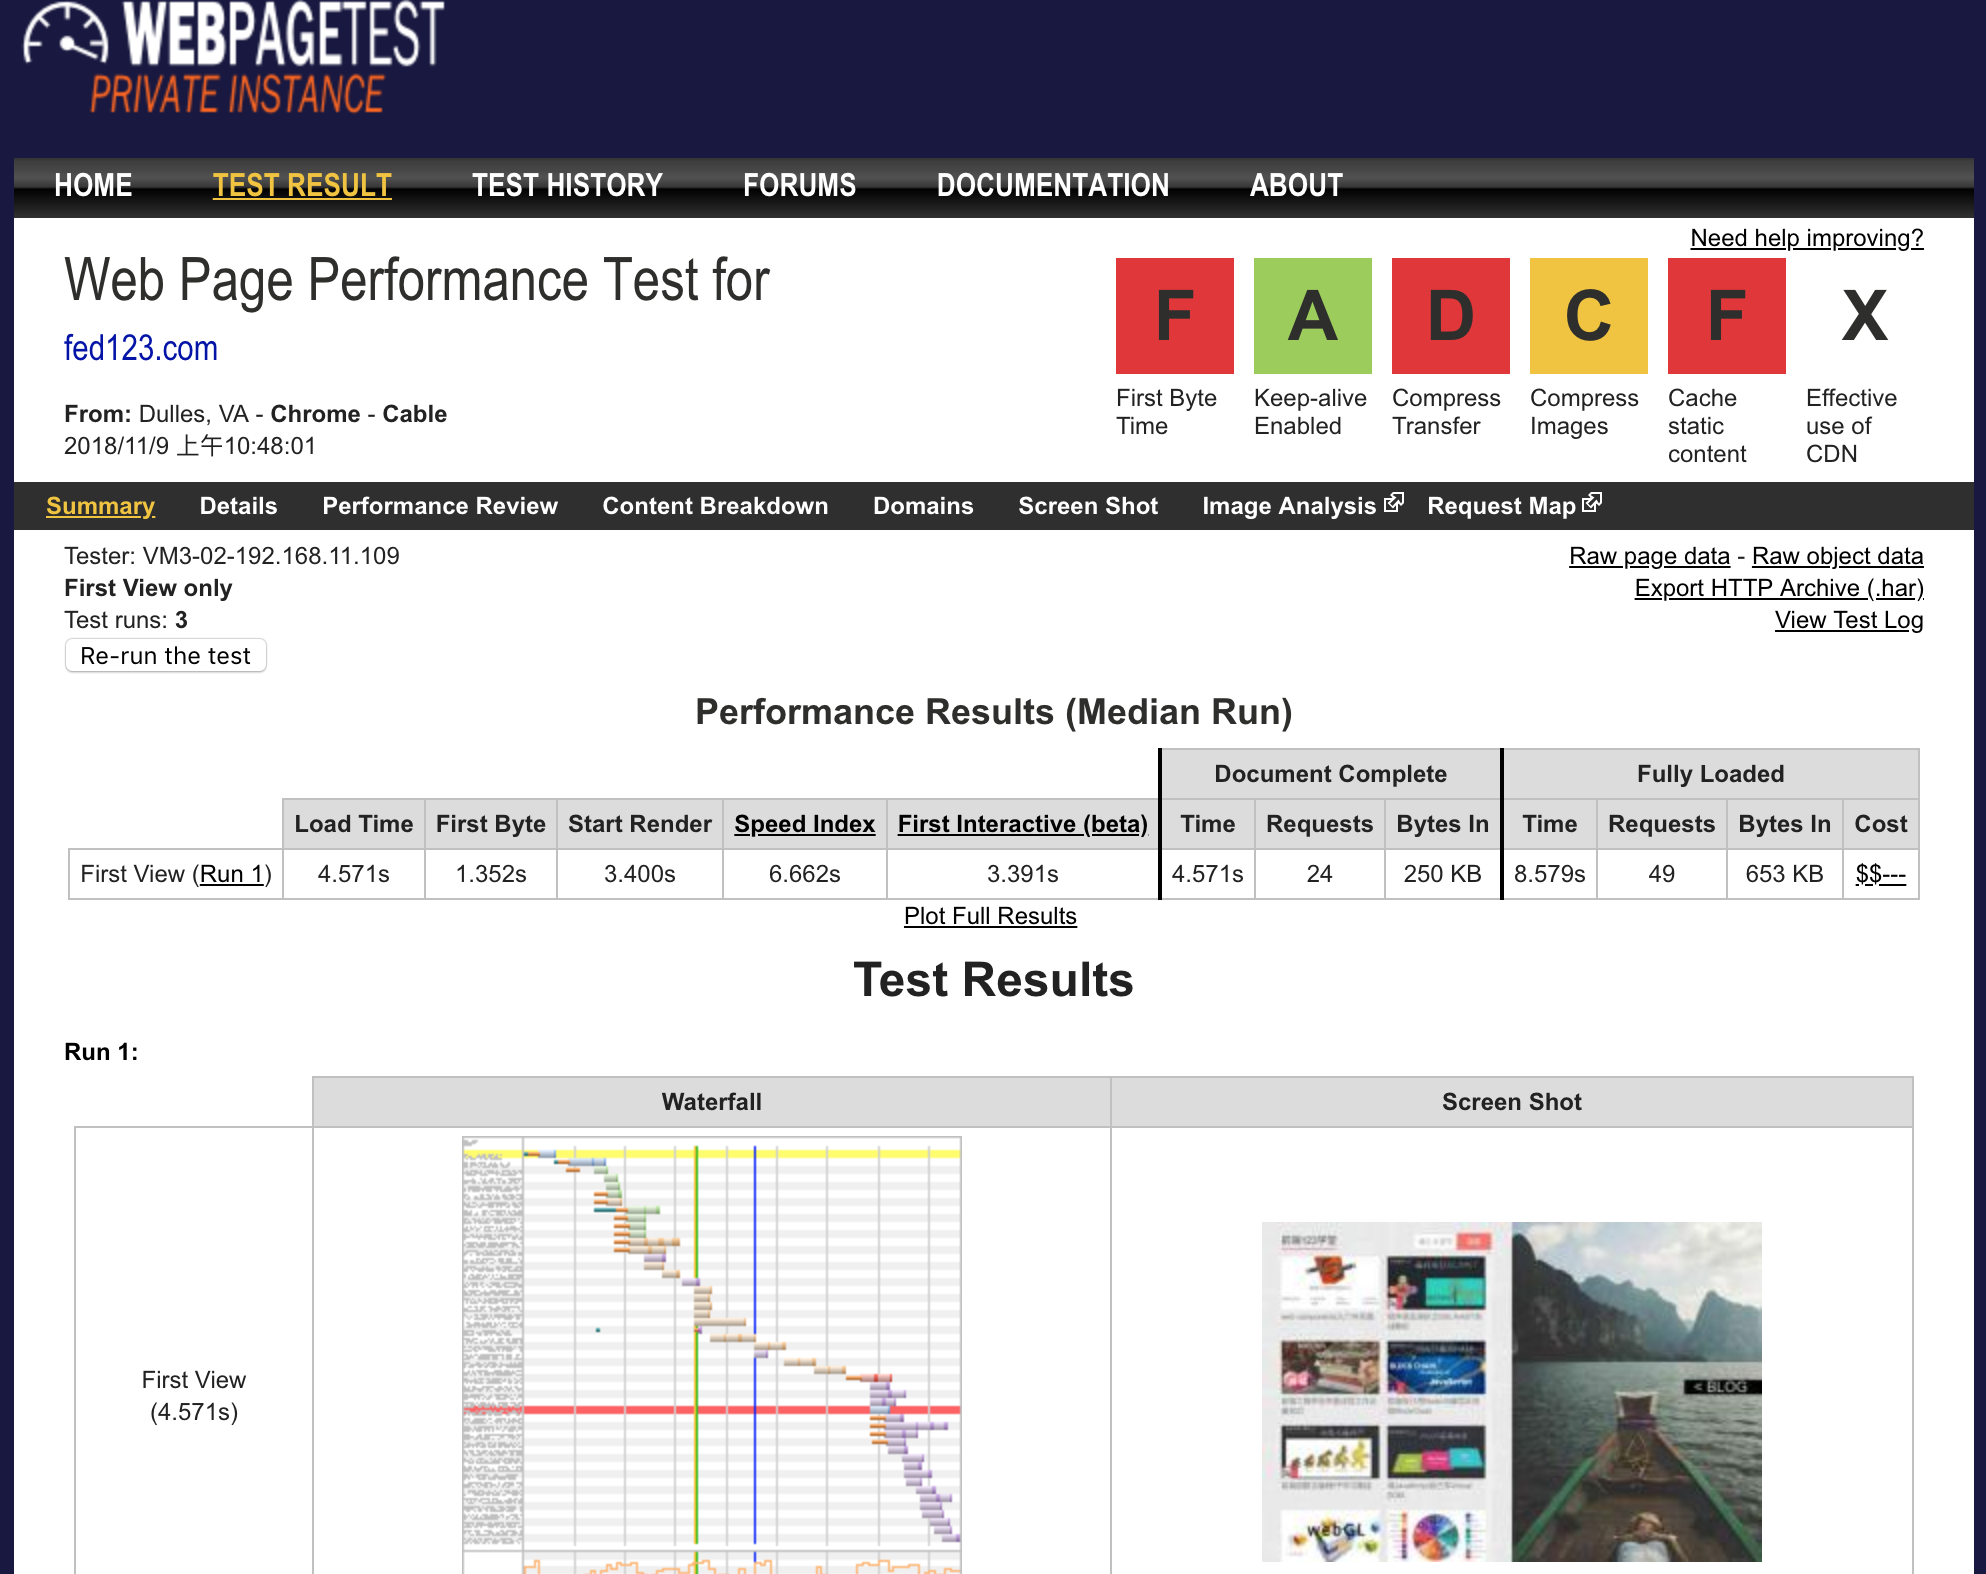 WEBPAGETEST
PRIVATE INSTANCE
HOME TEST RESULT TEST HISTORY FORUMS DOCUMENTATION ABOUT
Need help improving?
Web Page Performance Test for
fed123.com
From: Dulles, VA - Chrome - Cable
2018/11/9 上午10:48:01
F A D C F X
First Byte Time
Keep-alive Enabled
Compress Transfer
Compress Images
Cache static content
Effective use of CDN
Summary Details Performance Review Content Breakdown Domains Screen Shot Image Analysis Request Map
Tester: VM3-02-192.168.11.109
First View only
Test runs: 3
Re-run the test
Raw page data - Raw object data
Export HTTP Archive (.har)
View Test Log
Performance Results (Median Run)
Document Complete Fully Loaded
Load Time First Byte Start Render Speed Index First Interactive (beta) Time Requests Bytes In Time Requests Bytes In Cost
First View (Run 1) 4.571s 1.352s 3.400s 6.662s 3.391s 4.571s 24 250 KB 8.579s 49 653 KB $$---
Plot Full Results
Test Results
Run 1:
Waterfall Screen Shot
First View
(4.571s)
< BLOG
webGL